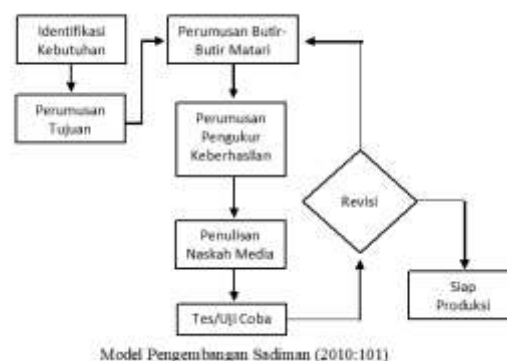 Identifikasi
Kebutuhan
Perumusan
Tujuan
Perumusan Butir-
Butir Matari
Perumusan
Pengukur
Keberhasilan
Penulisan
Naskah Media
Tes/Uji Coba
Revisi
Siap
Produksi
Model Pengembangan Sadiman (2010:101)